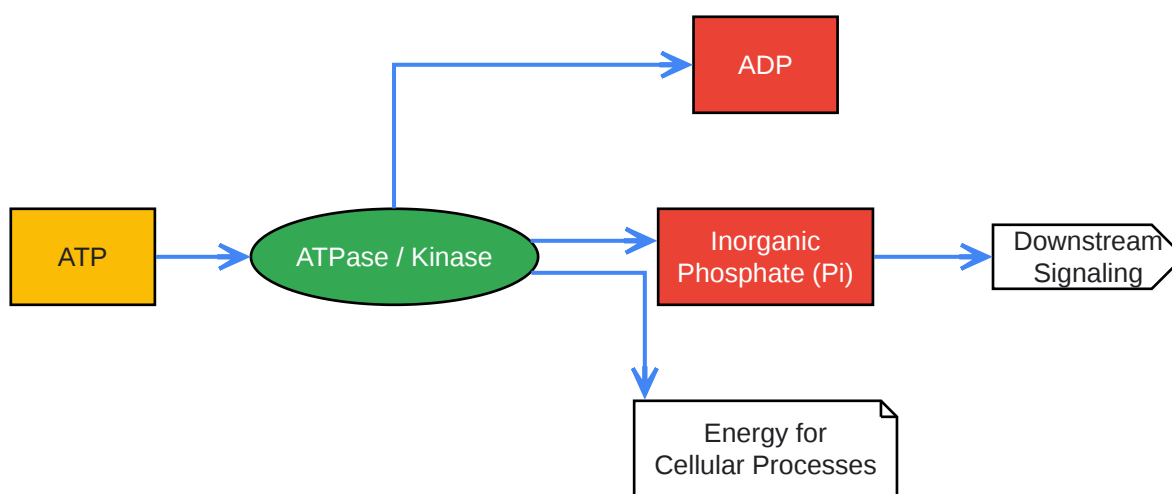 ADP
ATP
ATPase / Kinase
Inorganic
Phosphate (Pi)
Downstream
Signaling
Energy for
Cellular Processes